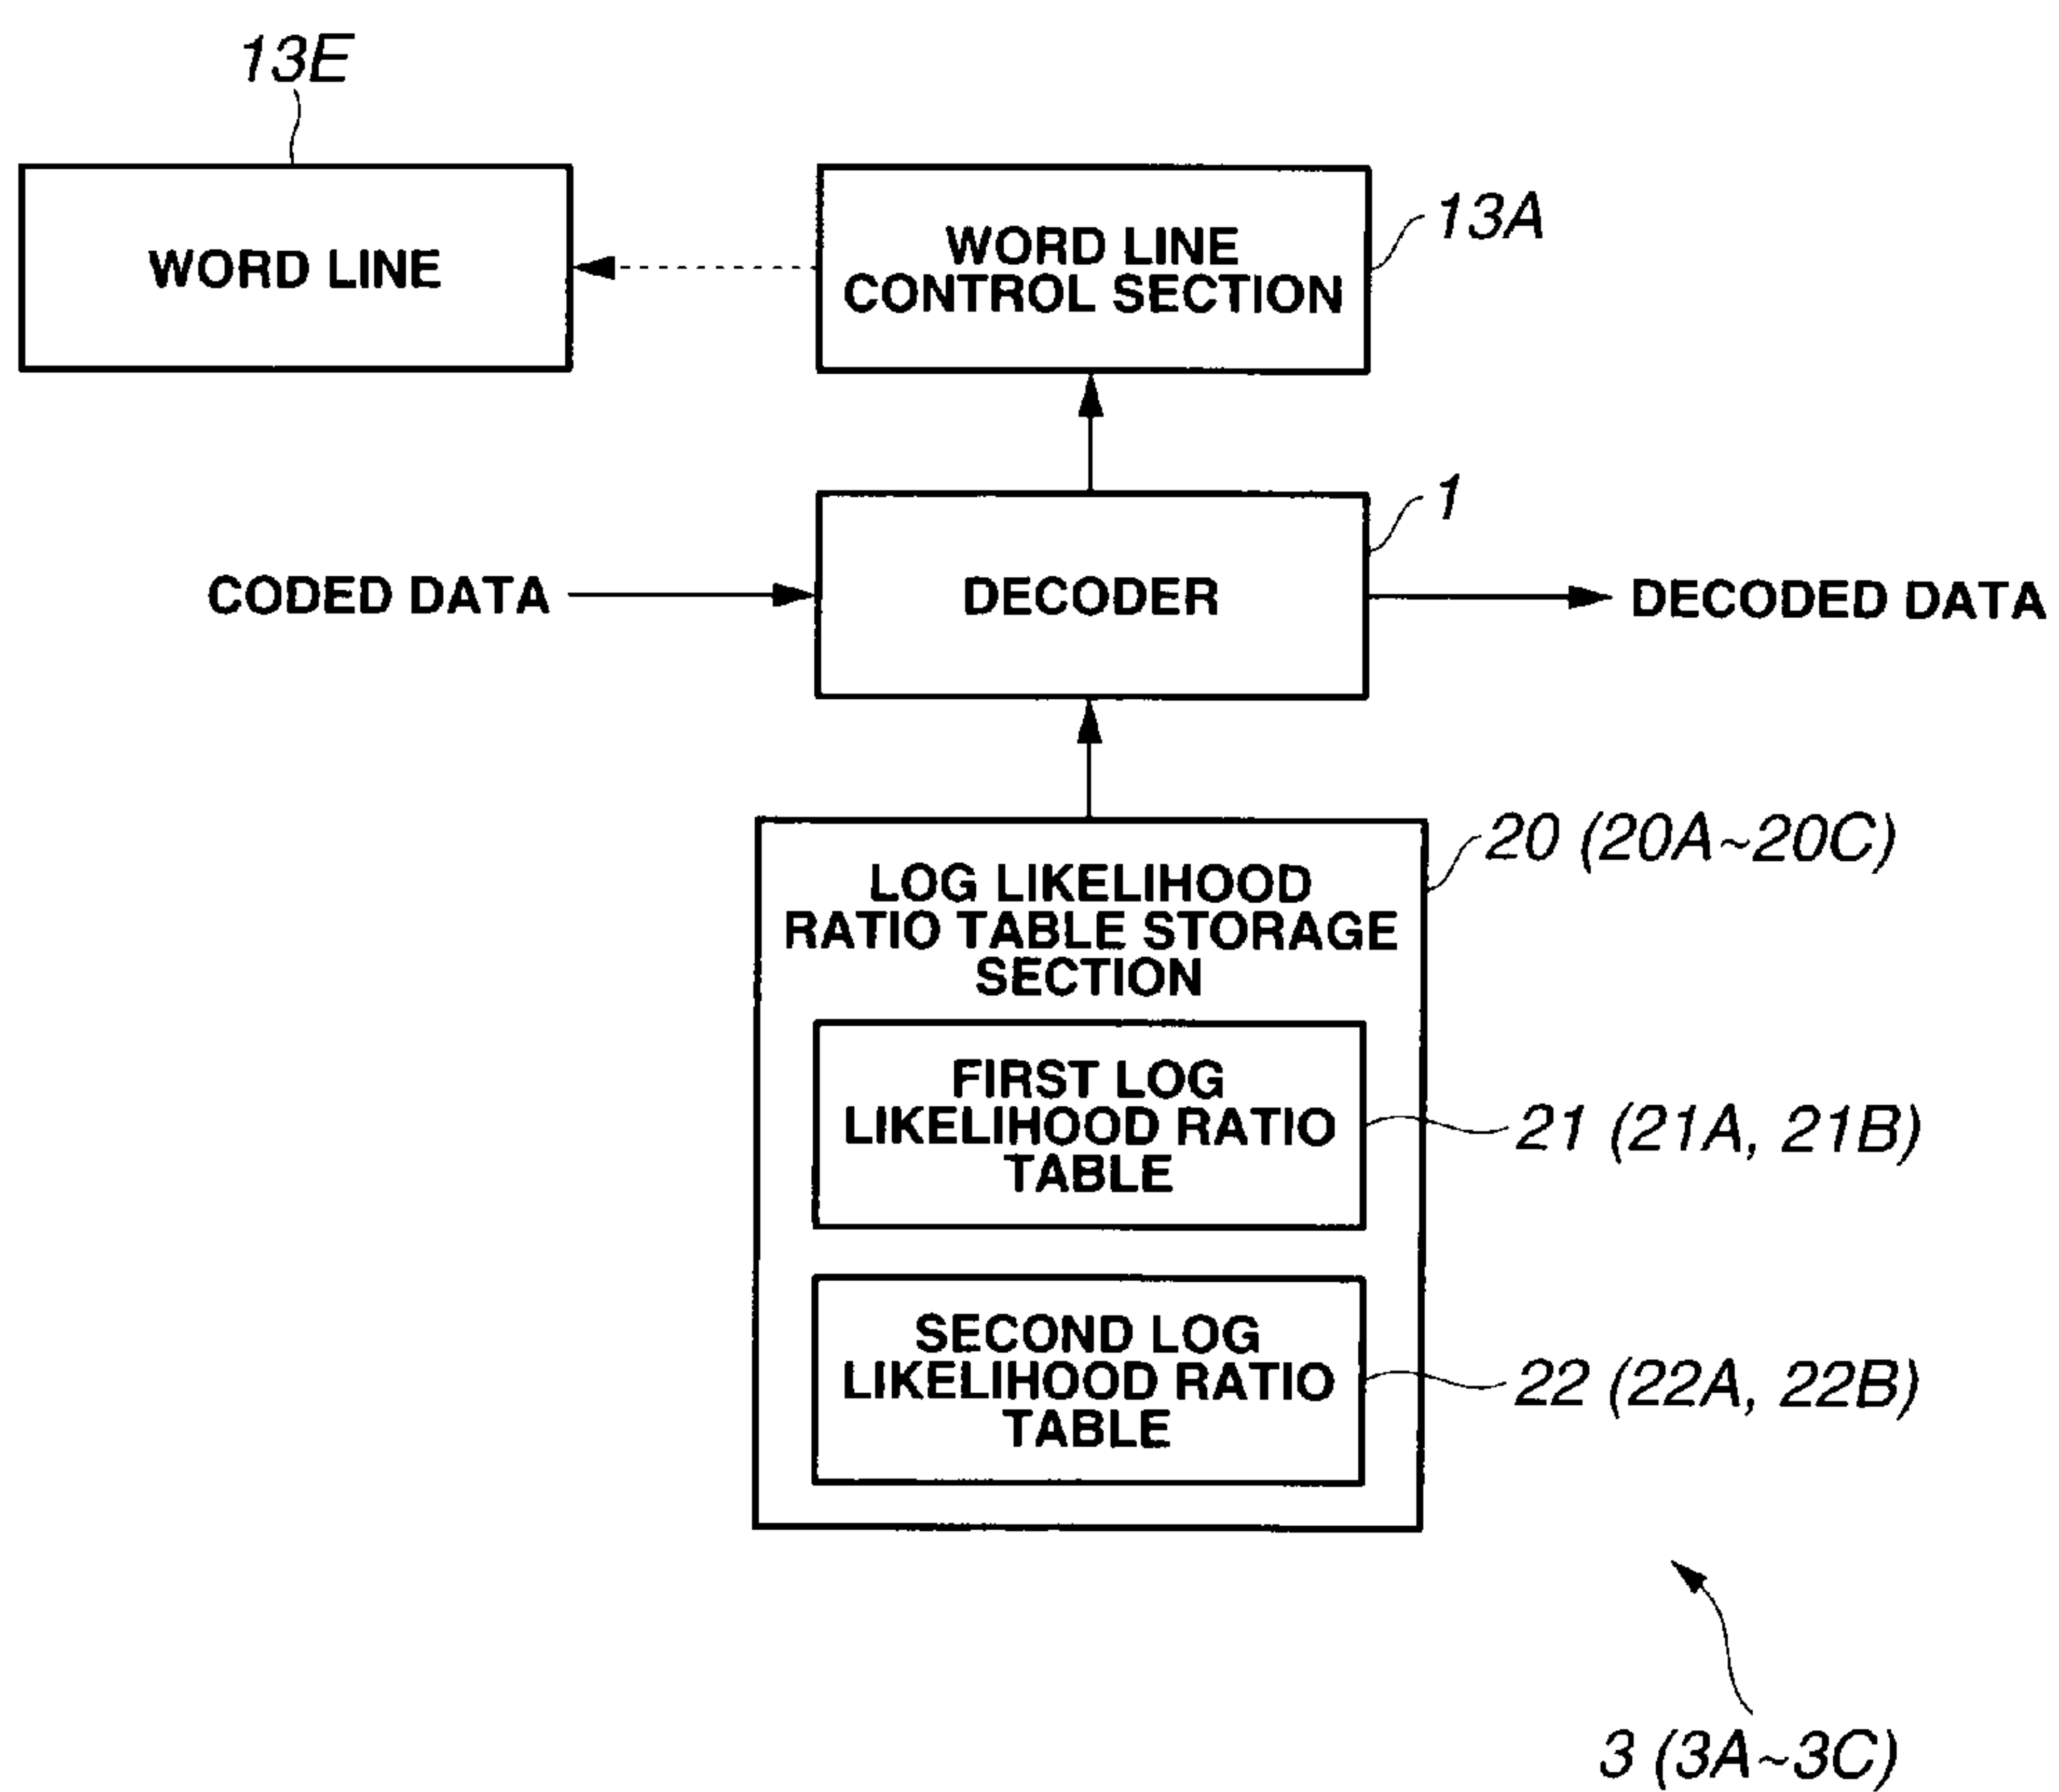 13E
WORD LINE
WORD LINE
CONTROL SECTION
13A
1
CODED DATA
DECODER
DECODED DATA
20 (20A~20C)
LOG LIKELIHOOD
RATIO TABLE STORAGE
SECTION
FIRST LOG
LIKELIHOOD RATIO
TABLE
21 (21A, 21B)
SECOND LOG
LIKELIHOOD RATIO
TABLE
22 (22A, 22B)
3 (3A~3C)